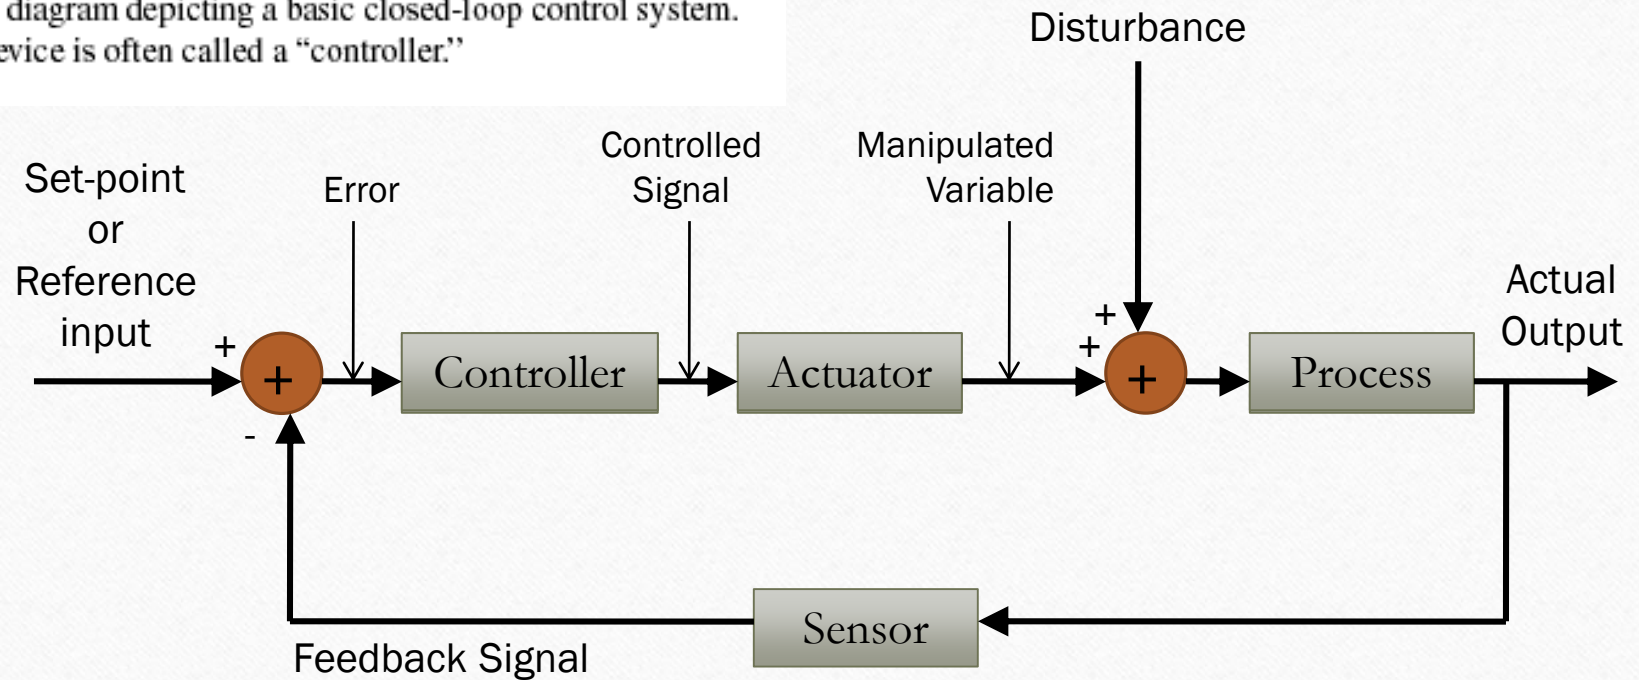 diagram depicting a basic closed-loop control system.
device is often called a “controller.’’
Disturbance
Controlled
Signal
Manipulated
Variable
Set-point
or
Reference
input
Error
Actual
Output
+
+
+
-
+
+
+
Controller
Actuator
Process
Sensor
Feedback Signal